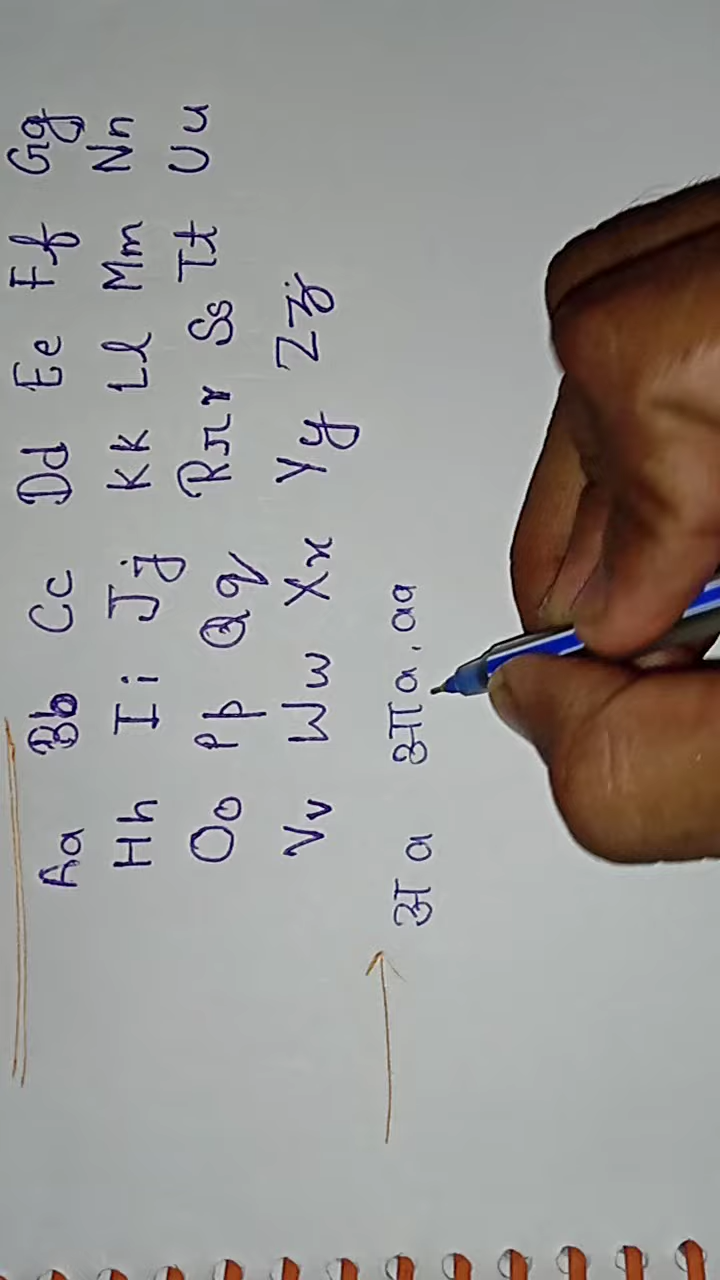 Aa Bb Cc Dd Ee Ff Gg
Hh Ii Jj Kk Ll Mm Nn
Oo Pp Qq Rr r Ss Tt Uu
Vv Ww Xx Yy Zz
अ a आ a, aa